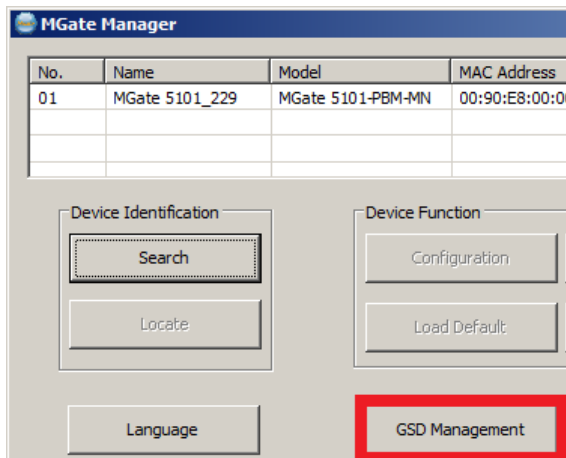 MGate Manager
No. Name Model MAC Address
01 MGate 5101_229 MGate 5101-PBM-MN 00:90:E8:00:0
Device Identification Device Function
Search Configuration
Locate Load Default
Language GSD Management